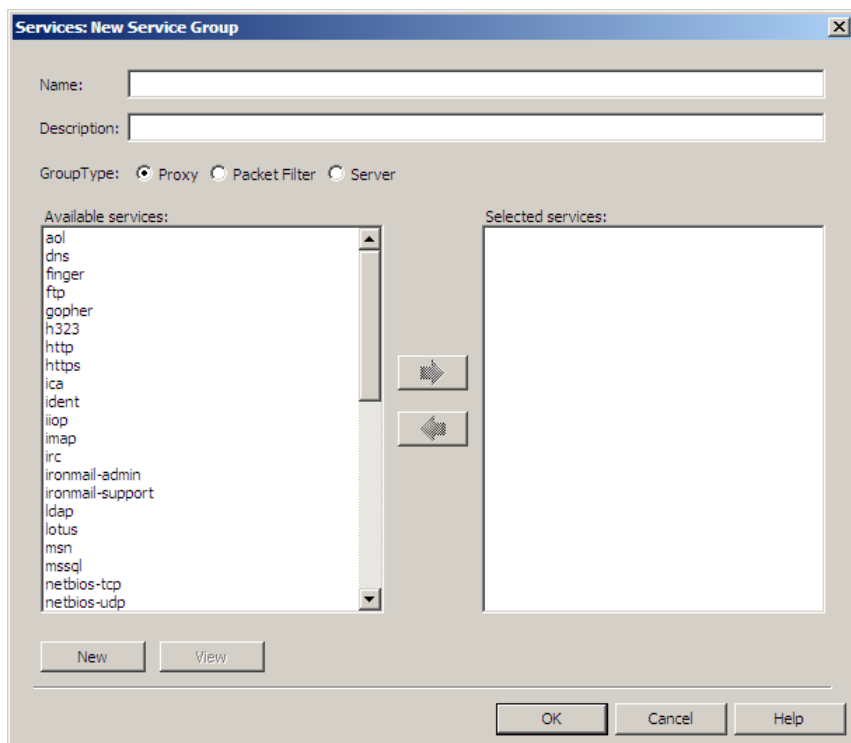 Services: New Service Group
Name:
Description:
GroupType: Proxy Packet Filter Server
Available services: Selected services:
aol
dns
finger
ftp
gopher
h323
http
https
ica
ident
iiop
imap
irc
ironmail-admin
ironmail-support
ldap
lotus
msn
mssql
netbios-tcp
netbios-udp
New View
OK Cancel Help